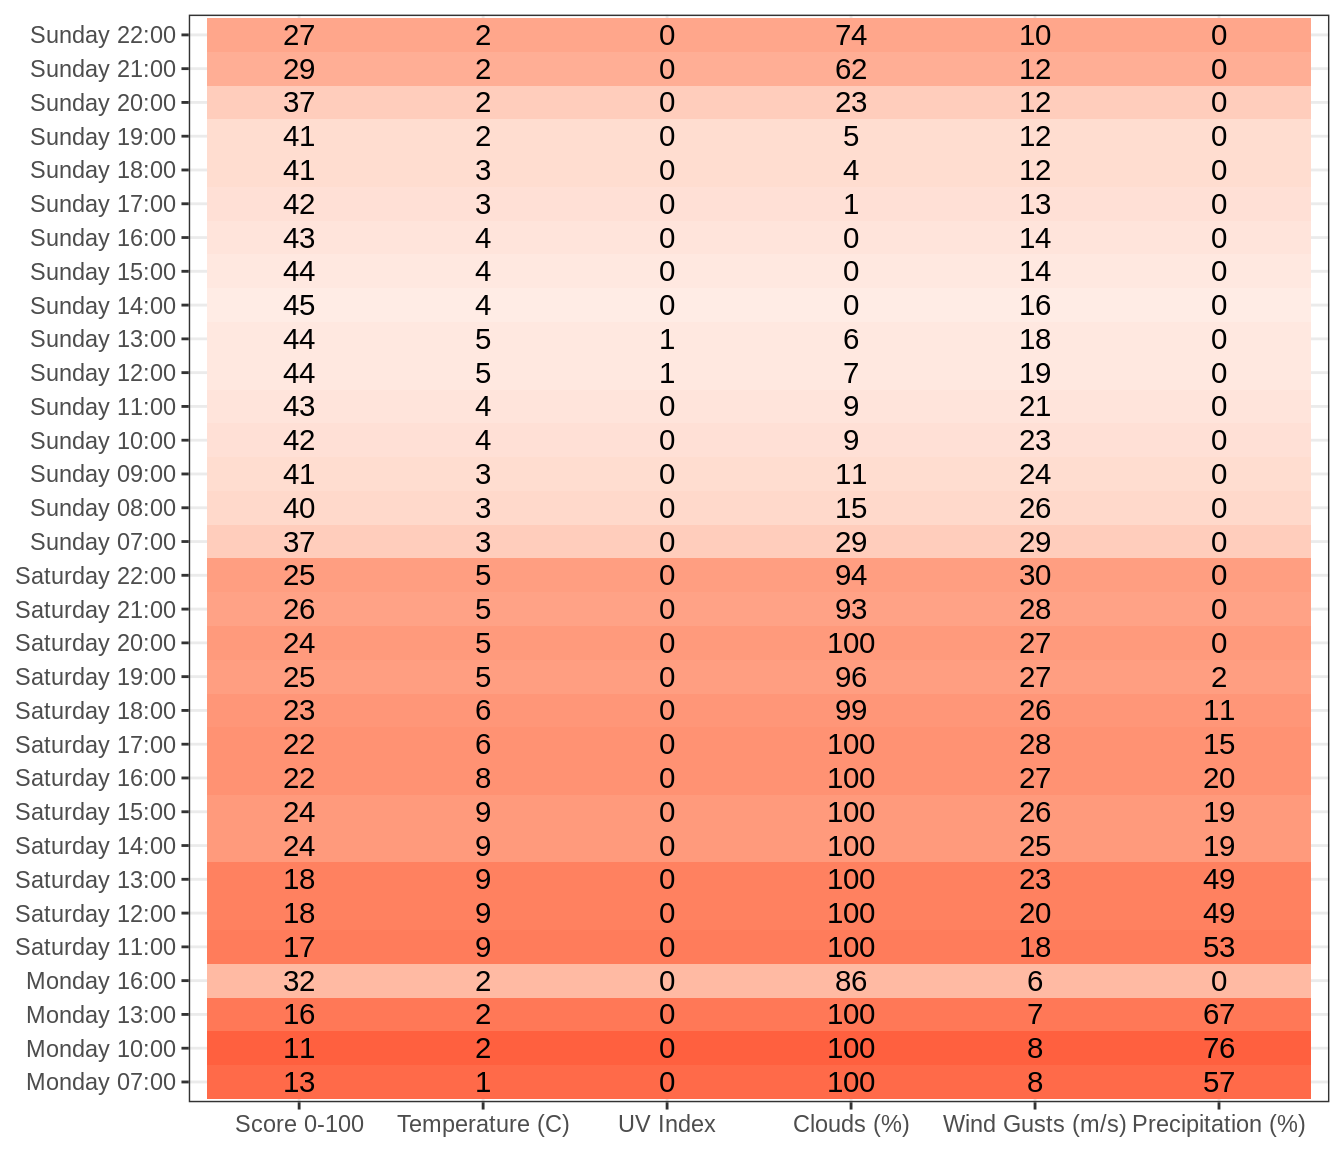 Sunday 22:00 27 2 0 74 10 0
Sunday 21:00 29 2 0 62 12 0
Sunday 20:00 37 2 0 23 12 0
Sunday 19:00 41 2 0 5 12 0
Sunday 18:00 41 3 0 4 12 0
Sunday 17:00 42 3 0 1 13 0
Sunday 16:00 43 4 0 0 14 0
Sunday 15:00 44 4 0 0 14 0
Sunday 14:00 45 4 0 0 16 0
Sunday 13:00 44 5 1 6 18 0
Sunday 12:00 44 5 1 7 19 0
Sunday 11:00 43 4 0 9 21 0
Sunday 10:00 42 4 0 9 23 0
Sunday 09:00 41 3 0 11 24 0
Sunday 08:00 40 3 0 15 26 0
Sunday 07:00 37 3 0 29 29 0
Saturday 22:00 25 5 0 94 30 0
Saturday 21:00 26 5 0 93 28 0
Saturday 20:00 24 5 0 100 27 0
Saturday 19:00 25 5 0 96 27 2
Saturday 18:00 23 6 0 99 26 11
Saturday 17:00 22 6 0 100 28 15
Saturday 16:00 22 8 0 100 27 20
Saturday 15:00 24 9 0 100 26 19
Saturday 14:00 24 9 0 100 25 19
Saturday 13:00 18 9 0 100 23 49
Saturday 12:00 18 9 0 100 20 49
Saturday 11:00 17 9 0 100 18 53
Monday 16:00 32 2 0 86 6 0
Monday 13:00 16 2 0 100 7 67
Monday 10:00 11 2 0 100 8 76
Monday 07:00 13 1 0 100 8 57
Score 0-100 Temperature (C) UV Index Clouds (%) Wind Gusts (m/s) Precipitation (%)